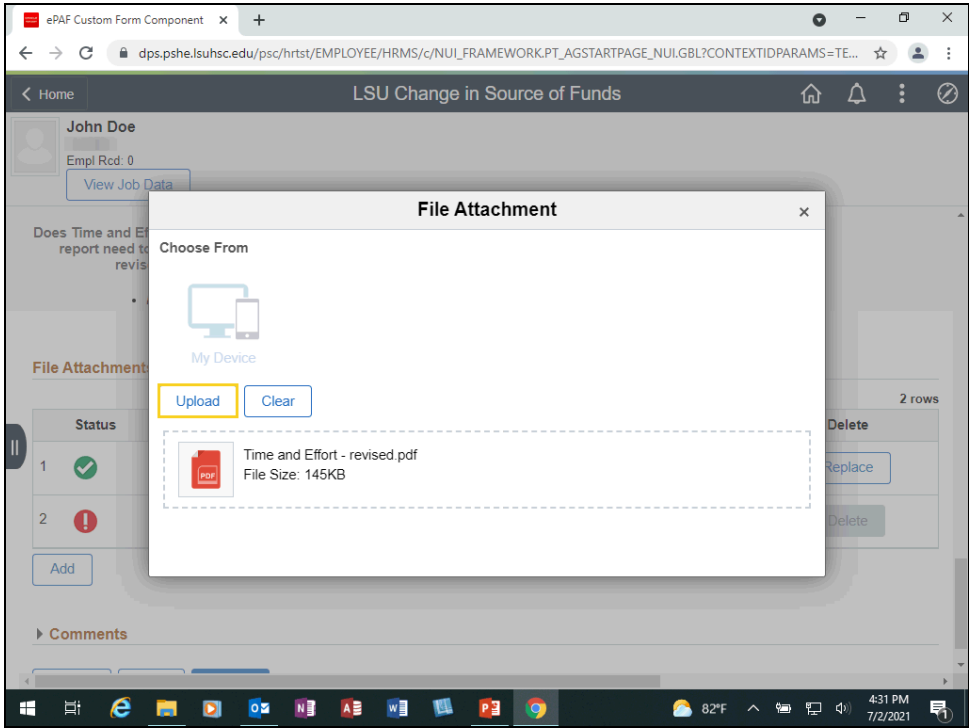 ePAF Custom Form Component
dps.pshe.lsuhsc.edu/psc/hrtst/EMPLOYEE/HRMS/c/NUI_FRAMEWORK.PT_AGSTARTPAGE_NUI.GBL?CONTEXTIDPARAMS=TE...
Home
LSU Change in Source of Funds
John Doe
Empl Rcd: 0
View Job Data
File Attachment
Does Time and Ef
report need to
revis
Choose From
My Device
File Attachment
Upload
Clear
2 rows
Status
Delete
Time and Effort - revised.pdf
File Size: 145KB
PDF
1
Replace
2
Delete
Add
Comments
82°F
4:31 PM
7/2/2021